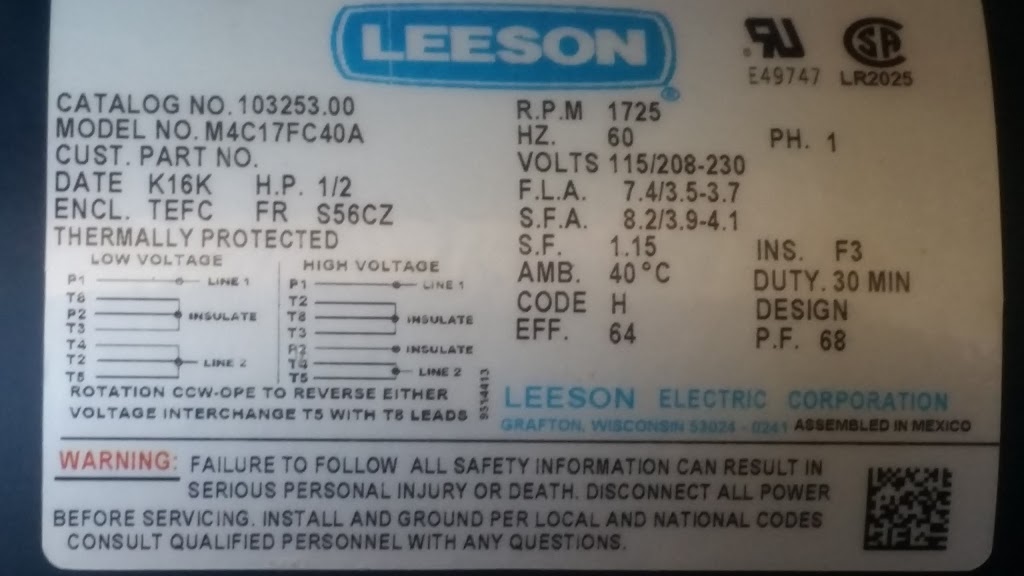 LEESON
®
E49747
LR2025
CATALOG NO. 103253.00
MODEL NO. M4C17FC40A
CUST. PART NO.
DATE K16K H.P. 1/2
ENCL. TEFC FR S56CZ
THERMALLY PROTECTED
R.P.M 1725
HZ. 60 PH. 1
VOLTS 115/208-230
F.L.A. 7.4/3.5-3.7
S.F.A. 8.2/3.9-4.1
S.F. 1.15 INS. F3
AMB. 40°C DUTY. 30 MIN
CODE H DESIGN
EFF. 64 P.F. 68
LOW VOLTAGE
P1 LINE 1
P2 INSULATE
T3
T4
T2 LINE 2
HIGH VOLTAGE
P1 LINE 1
T2
T8 INSULATE
T3
P2 INSULATE
T4 LINE 2
T5
9314413
ROTATION CCW-OPE TO REVERSE EITHER
VOLTAGE INTERCHANGE T5 WITH T8 LEADS
LEESON ELECTRIC CORPORATION
GRAFTON, WISCONSIN 53024 - 0241 ASSEMBLED IN MEXICO
WARNING: FAILURE TO FOLLOW ALL SAFETY INFORMATION CAN RESULT IN
SERIOUS PERSONAL INJURY OR DEATH. DISCONNECT ALL POWER
BEFORE SERVICING. INSTALL AND GROUND PER LOCAL AND NATIONAL CODES
CONSULT QUALIFIED PERSONNEL WITH ANY QUESTIONS.